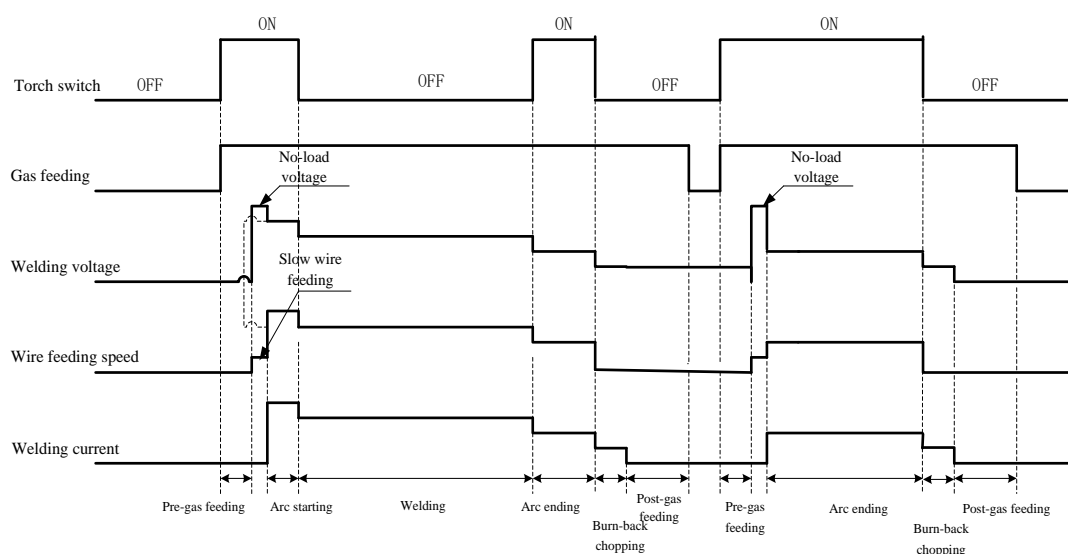 ON
ON
ON
Torch switch
OFF
OFF
OFF
OFF
Gas feeding
No-load
voltage
No-load
voltage
Welding voltage
Slow wire
feeding
Wire feeding speed
Welding current
Pre-gas feeding
Arc starting
Welding
Arc ending
Burn-back
chopping
Post-gas
feeding
Pre-gas
feeding
Arc ending
Burn-back
chopping
Post-gas feeding